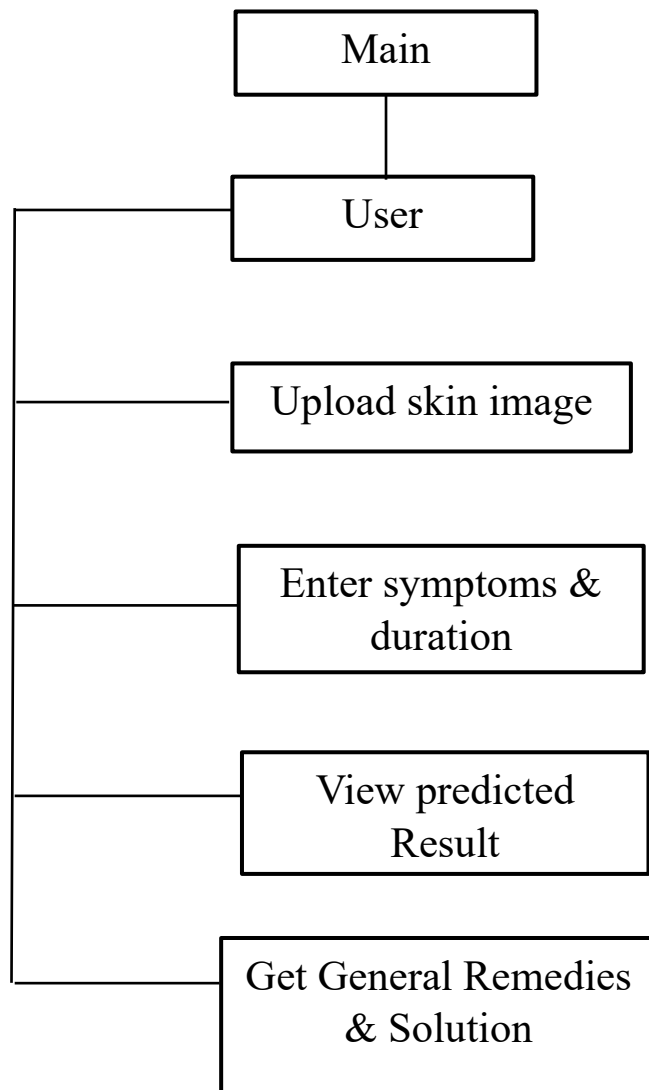 Main
User
Upload skin image
Enter symptoms &
duration
View predicted
Result
Get General Remedies
& Solution